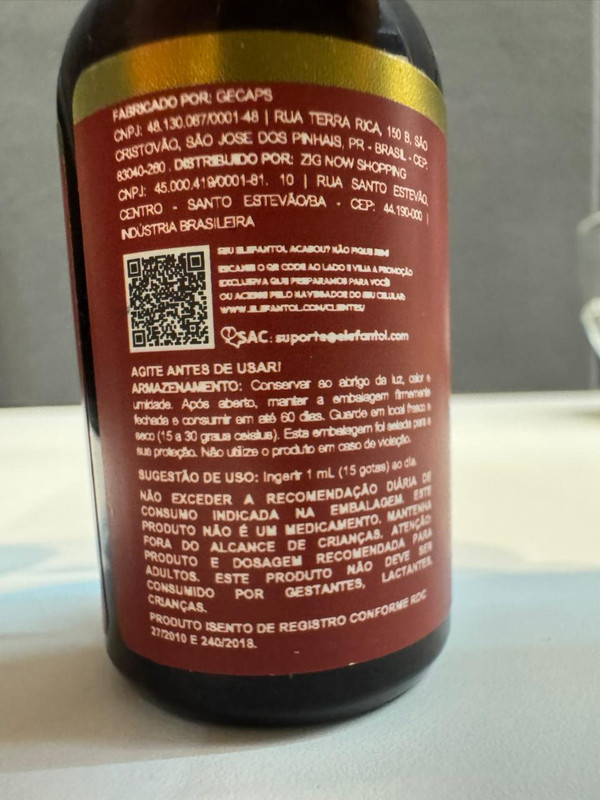 FABRICADO POR: GECAPS
CNPJ: 48.130.067/0001-48 | RUA TERRA RICA, 150 B, SÃO
CRISTOVÃO, SÃO JOSE DOS PINHAIS, PR - BRASIL - CEP:
83040-260 . DISTRIBUIDO POR: ZIG NOW SHOPPING
CNPJ: 45.000.419/0001-81. 10 | RUA SANTO ESTEVÃO,
CENTRO - SANTO ESTEVÃO/BA - CEP: 44.190-000 |
INDÚSTRIA BRASILEIRA
SEU ELEFANTOL ACABOU? NÃO FIQUE SEM!
ESCANEIE O QR CODE AO LADO E VEJA A PROMOÇÃO
EXCLUSIVA QUE PREPARAMOS PARA VOCÊ
OU ACESSE PELO NAVEGADOR DO SEU CELULAR:
WWW.ELEFANTOL.COM/CLIENTES/
SAC: suporte@elefantol.com
AGITE ANTES DE USAR!
ARMAZENAMENTO: Conservar ao abrigo da luz, calor e
umidade. Após aberto, manter a embalagem firmemente
fechada e consumir em até 60 dias. Guarde em local fresco e
seco (15 a 30 graus celsius). Esta embalagem foi selada para a
sua proteção. Não utilize o produto em caso de violação.
SUGESTÃO DE USO: Ingerir 1 mL (15 gotas) ao dia.
NÃO EXCEDER A RECOMENDAÇÃO DIÁRIA DE
CONSUMO INDICADA NA EMBALAGEM. ESTE
PRODUTO NÃO É UM MEDICAMENTO. MANTENHA
FORA DO ALCANCE DE CRIANÇAS. ATENÇÃO:
PRODUTO E DOSAGEM RECOMENDADA PARA
ADULTOS. ESTE PRODUTO NÃO DEVE SER
CONSUMIDO POR GESTANTES, LACTANTES,
CRIANÇAS.
PRODUTO ISENTO DE REGISTRO CONFORME RDC
27/2010 E 240/2018.